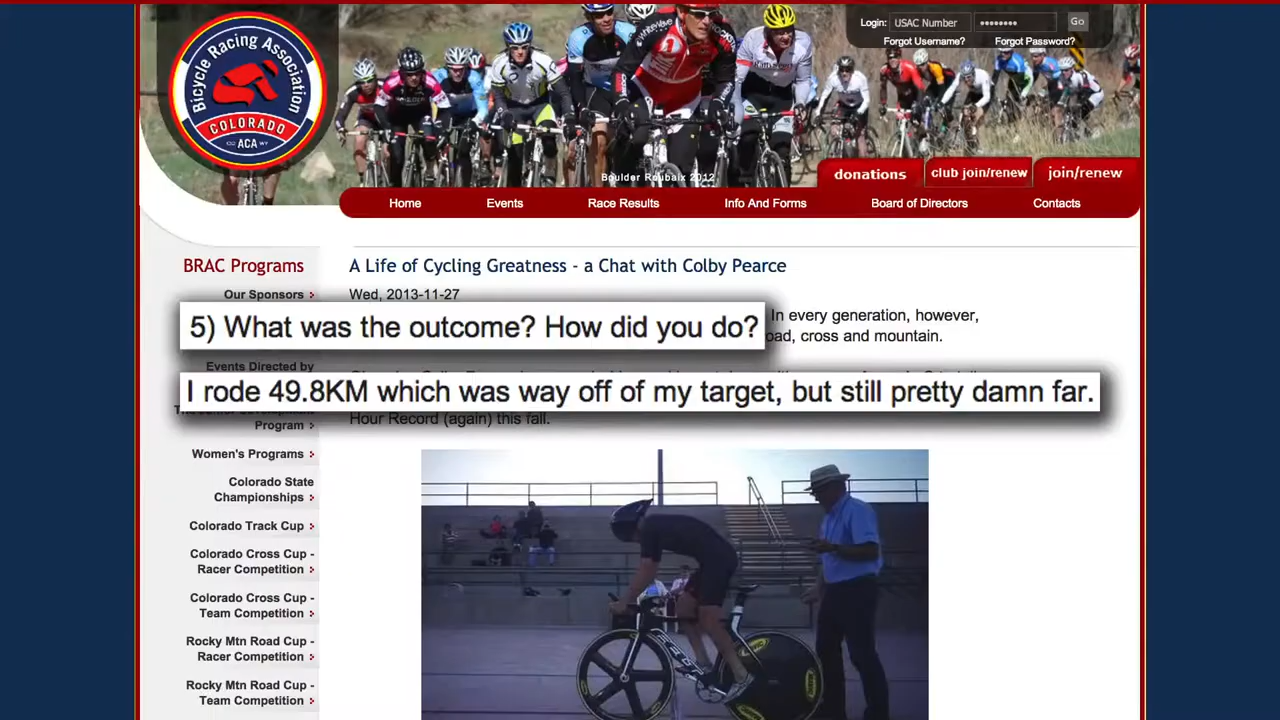 Bicycle Racing Association
COLORADO
CO ACA WY
Login: USAC Number •••••••• Go
Forgot Username? Forgot Password?
Boulder Roubaix 2012
donations club join/renew join/renew
Home Events Race Results Info And Forms Board of Directors Contacts
BRAC Programs
Our Sponsors
Events Directed by
Program
Women's Programs
Colorado State
Championships
Colorado Track Cup
Colorado Cross Cup -
Racer Competition
Colorado Cross Cup -
Team Competition
Rocky Mtn Road Cup -
Racer Competition
Rocky Mtn Road Cup -
Team Competition
A Life of Cycling Greatness - a Chat with Colby Pearce
Wed, 2013-11-27
In every generation, however,
cross and mountain.
5) What was the outcome? How did you do?
I rode 49.8KM which was way off of my target, but still pretty damn far.
Hour Record (again) this fall.